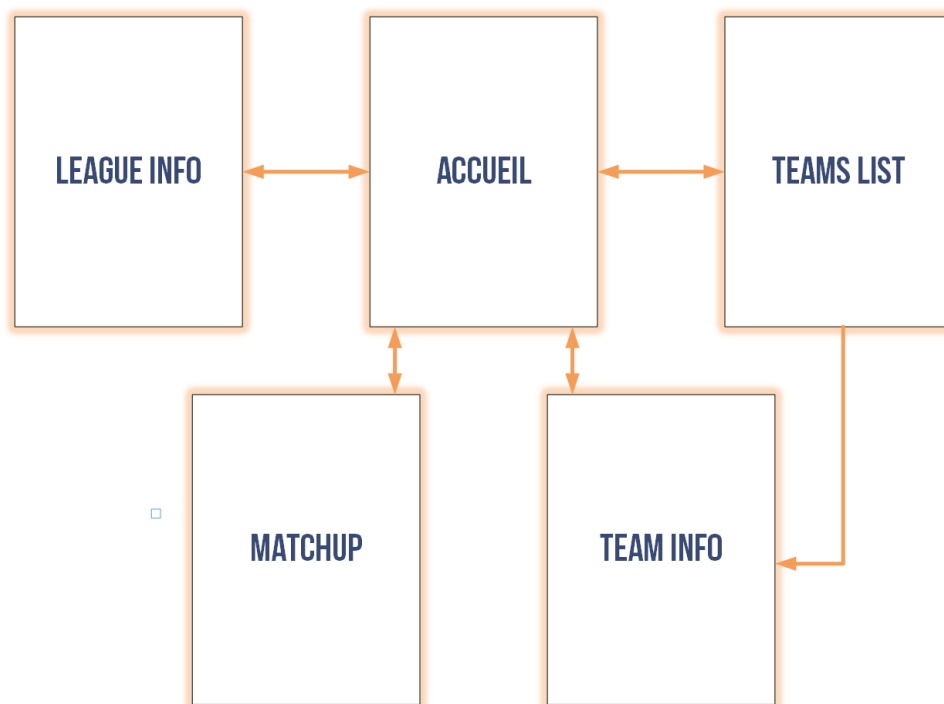 LEAGUE INFO
ACCUEIL
TEAMS LIST
MATCHUP
TEAM INFO